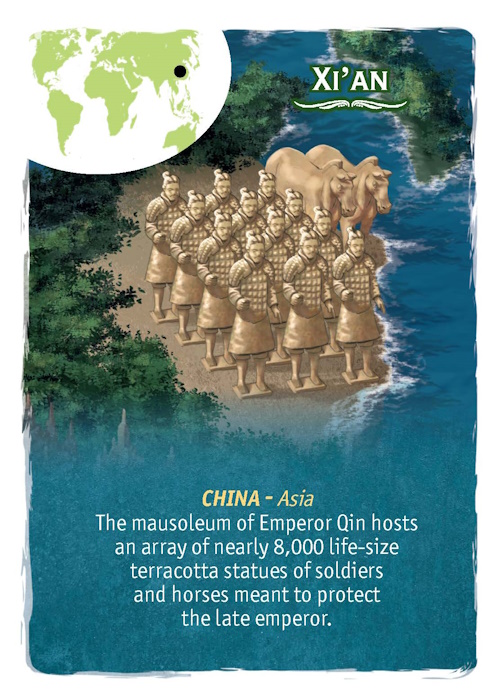 Xi'an
CHINA - Asia
The mausoleum of Emperor Qin hosts
an array of nearly 8,000 life-size
terracotta statues of soldiers
and horses meant to protect
the late emperor.